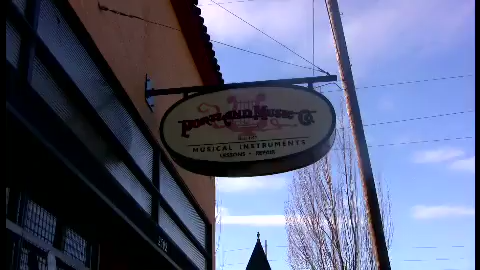 PORTLAND MUSIC CO.
MUSICAL INSTRUMENTS
LESSONS • REPAIR